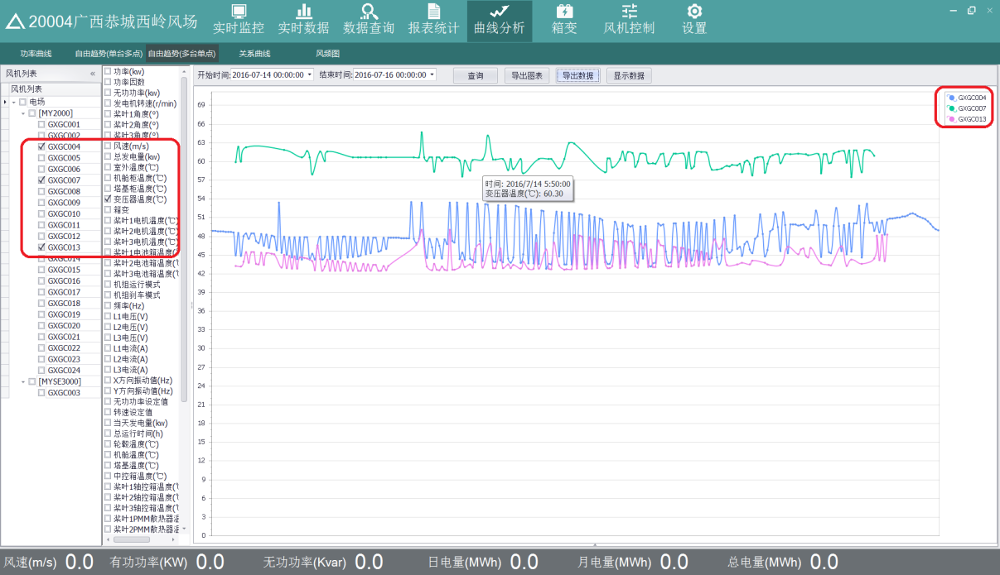 20004广西恭城西岭风场
实时监控 实时数据 数据查询 报表统计 曲线分析 箱变 风机控制 设置
功率曲线 自由趋势(单台多点) 自由趋势(多台单点) 关系曲线 风频图
风机列表 «
风机列表
电场
[MY2000]
GXGC001
GXGC002
GXGC004
GXGC005
GXGC006
GXGC007
GXGC008
GXGC009
GXGC010
GXGC011
GXGC012
GXGC013
GXGC014
GXGC015
GXGC016
GXGC017
GXGC018
GXGC019
GXGC020
GXGC021
GXGC022
GXGC023
GXGC024
[MYSE3000]
GXGC003
功率(kw)
功率因数
无功功率(kw)
发电机转速(r/min)
桨叶1角度(º)
桨叶2角度(º)
桨叶3角度(º)
风速(m/s)
总发电量(kw)
室外温度(℃)
机舱柜温度(℃)
塔基柜温度(℃)
变压器温度(℃)
箱变
桨叶1电机温度(℃)
桨叶2电机温度(℃)
桨叶3电机温度(℃)
桨叶1电池箱温度(
桨叶2电池箱温度(
桨叶3电池箱温度(
机组运行模式
机组刹车模式
频率(Hz)
L1电压(V)
L2电压(V)
L3电压(V)
L1电流(A)
L2电流(A)
L3电流(A)
X方向振动值(Hz)
Y方向振动值(Hz)
无功功率设定值
转速设定值
当天发电量(kw)
总运行时间(h)
轮毂温度(℃)
机舱温度(℃)
塔基温度(℃)
中控箱温度(℃)
桨叶1轴控箱温度(
桨叶2轴控箱温度(
桨叶3轴控箱温度(
桨叶1PMM散热器温
桨叶2PMM散热器温
开始时间: 2016-07-14 00:00:00 结束时间: 2016-07-16 00:00:00 查询 导出图表 导出数据 显示数据
69
66
63
60
57
54
51
48
45
42
39
36
33
30
27
24
21
18
15
12
9
6
3
0
时间: 2016/7/14 5:50:00
变压器温度(℃): 60.30
GXGC004
GXGC007
GXGC013
风速(m/s) 0.0 有功功率(KW) 0.0 无功功率(Kvar) 0.0 日电量(MWh) 0.0 月电量(MWh) 0.0 总电量(MWh) 0.0